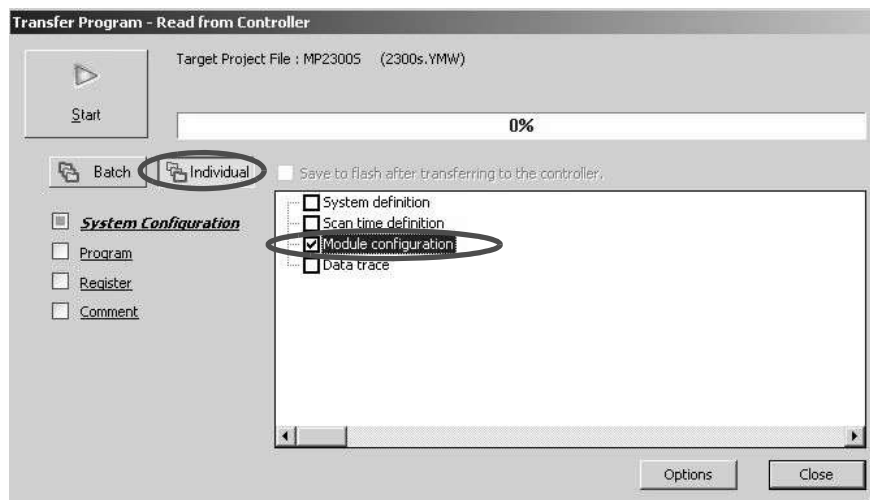 Transfer Program - Read from Controller
Target Project File : MP2300S (2300s.YMW)
Start
0%
Batch
Individual
Save to flash after transferring to the controller.
System Configuration
Program
Register
Comment
System definition
Scan time definition
Module configuration
Data trace
Options
Close